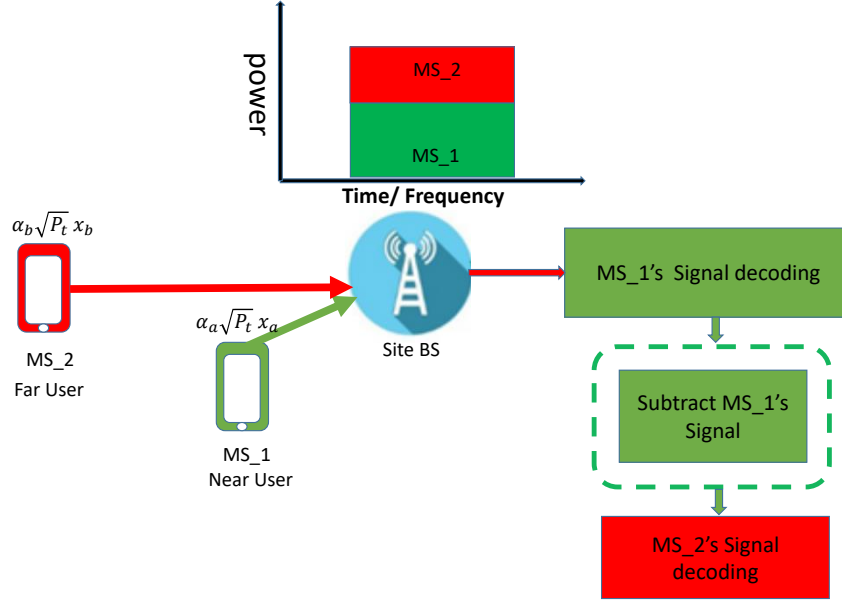 power
MS_2
MS_1
Time/ Frequency
α_b√P_t x_b
α_a√P_t x_a
MS_2
Far User
MS_1
Near User
Site BS
MS_1's Signal decoding
Subtract MS_1's
Signal
MS_2's Signal
decoding